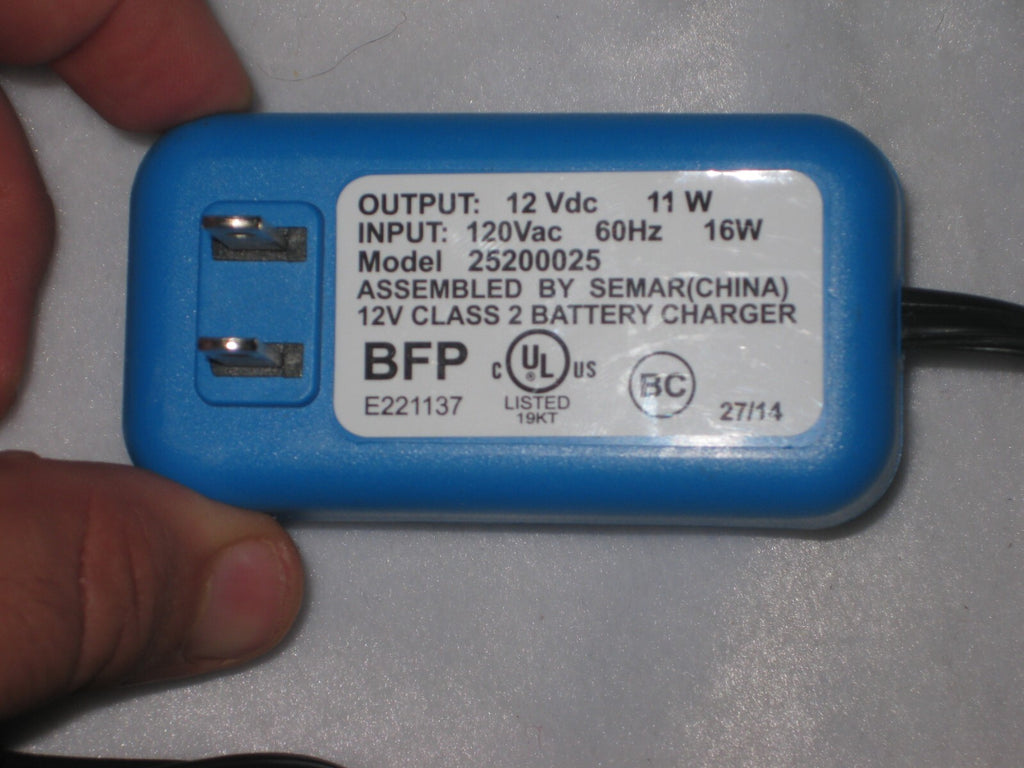 OUTPUT: 12 Vdc 11 W
INPUT: 120Vac 60Hz 16W
Model 25200025
ASSEMBLED BY SEMAR(CHINA)
12V CLASS 2 BATTERY CHARGER
BFP C UL ® US BC
E221137 LISTED 27/14
19KT